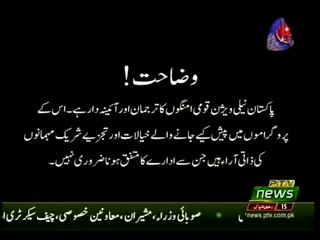 وضاحت!
پاکستان ٹیلی ویژن قومی امنگوں کا ترجمان اور آئینہ دار ہے۔ اس کے
پروگراموں میں پیش کیے جانے والے خیالات اور تجزیے شریک مہمانوں
کی ذاتی آراء ہیں جن سے ادارے کا متفق ہونا ضروری نہیں۔
PTV
news
15
www.ptv.com.pk
صوبائی وزراء، مشیران، معاونین خصوصی، چیف سیکرٹری